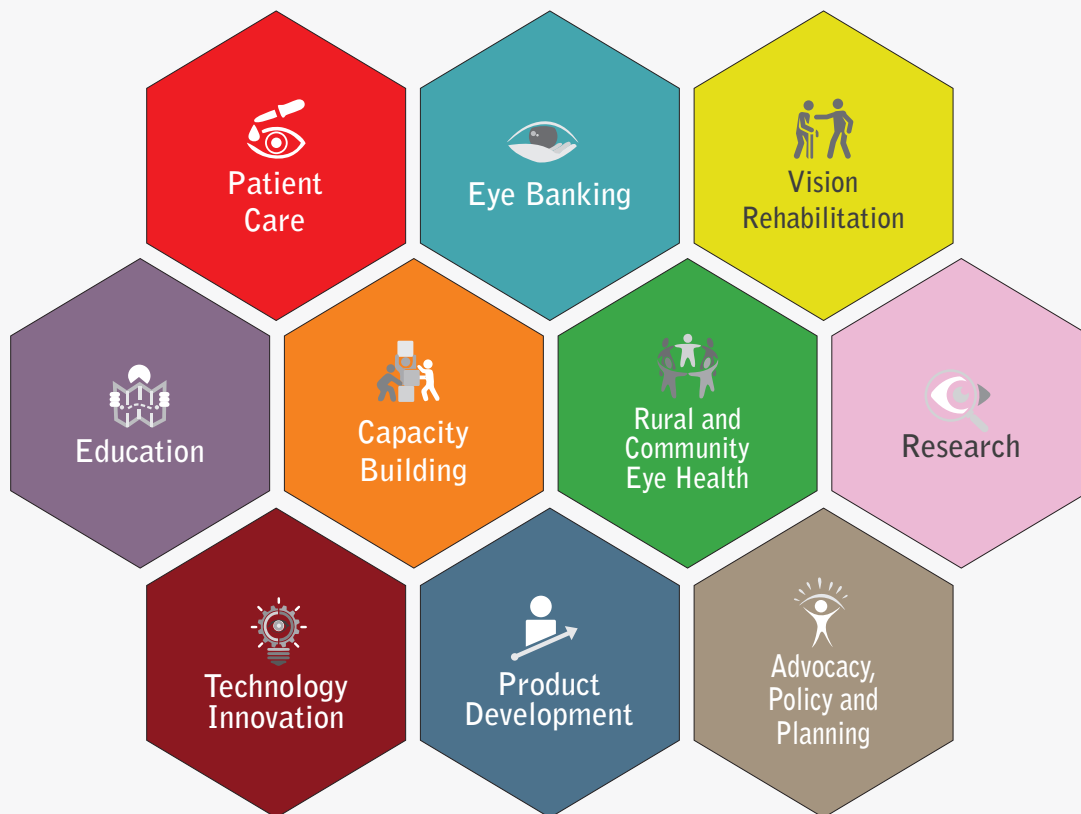 Patient
Care
Eye Banking
Vision
Rehabilitation
Education
Capacity
Building
Rural and
Community
Eye Health
Research
Technology
Innovation
Product
Development
Advocacy,
Policy and
Planning